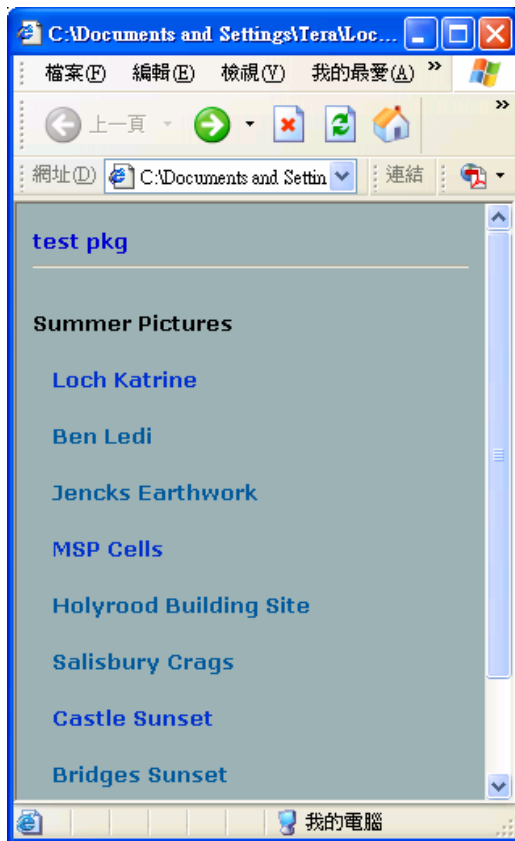 C:\Documents and Settings\Tera\Loc...
檔案(F) 編輯(E) 檢視(V) 我的最愛(A) »
上一頁 »
網址(D) C:\Documents and Settin 連結
test pkg
Summer Pictures
Loch Katrine
Ben Ledi
Jencks Earthwork
MSP Cells
Holyrood Building Site
Salisbury Crags
Castle Sunset
Bridges Sunset
我的電腦